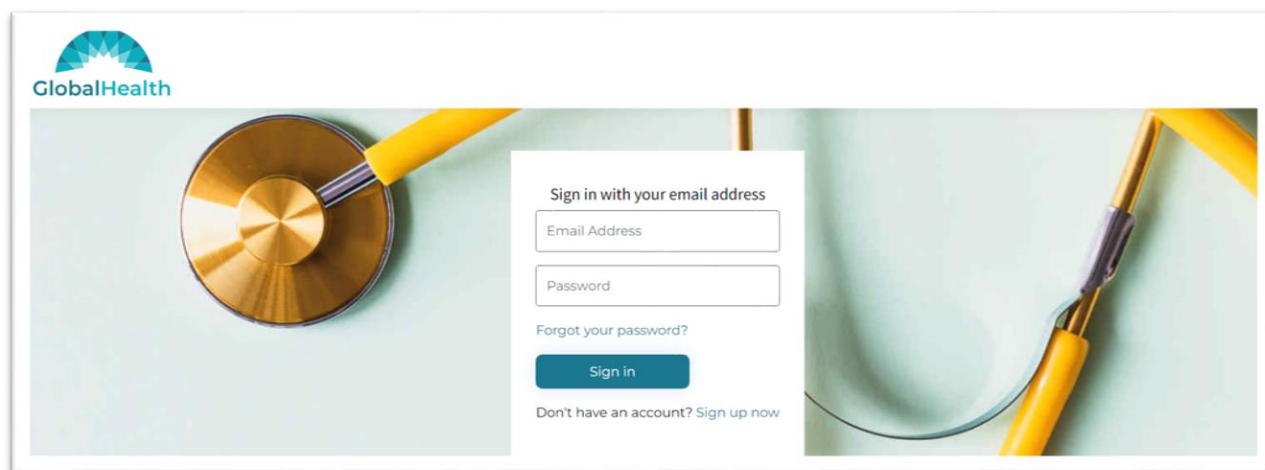 GlobalHealth
Sign in with your email address
Email Address
Password
Forgot your password?
Sign in
Don't have an account? Sign up now